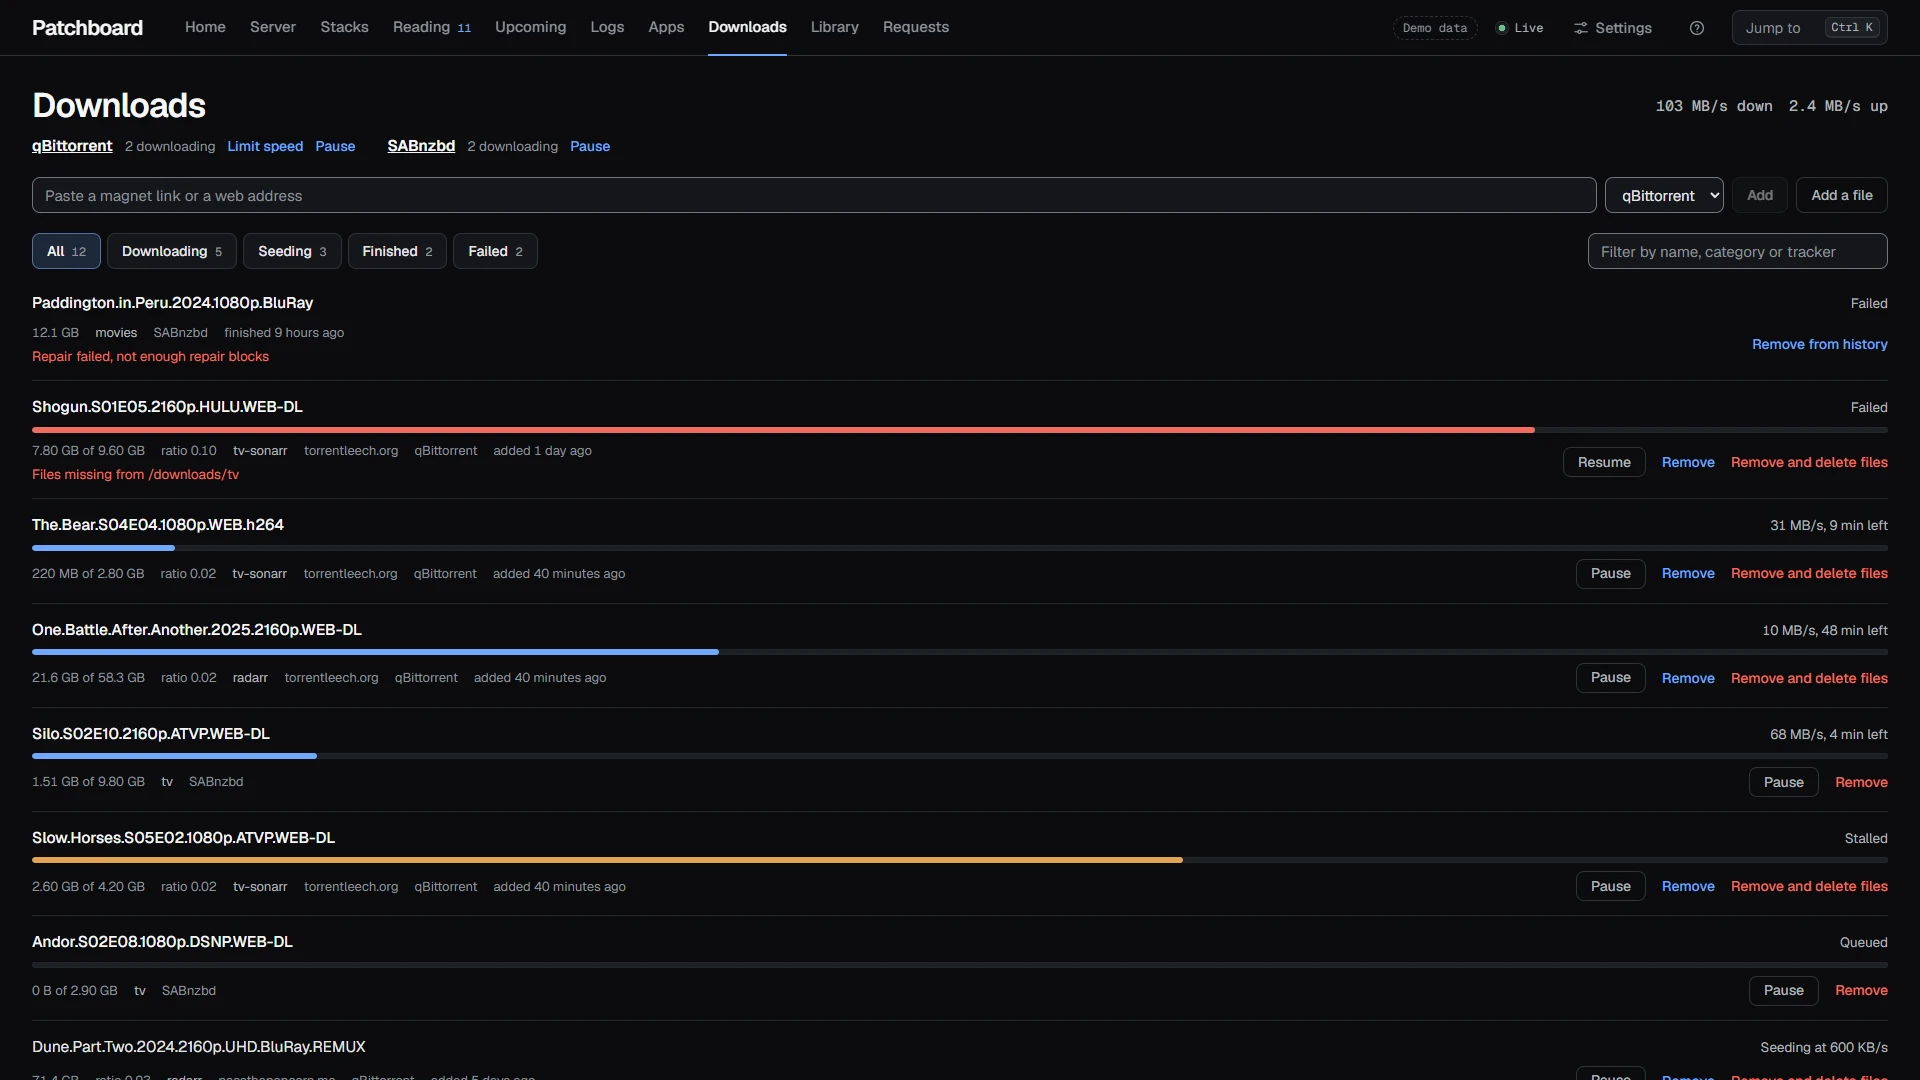 Patchboard Home Server Stacks Reading 11 Upcoming Logs Apps Downloads Library Requests Demo data Live Settings Jump to Ctrl K
Downloads 103 MB/s down 2.4 MB/s up
qBittorrent 2 downloading Limit speed Pause SABnzbd 2 downloading Pause
Paste a magnet link or a web address qBittorrent Add Add a file
All 12 Downloading 5 Seeding 3 Finished 2 Failed 2 Filter by name, category or tracker
Paddington.in.Peru.2024.1080p.BluRay Failed
12.1 GB movies SABnzbd finished 9 hours ago
Repair failed, not enough repair blocks Remove from history
Shogun.S01E05.2160p.HULU.WEB-DL Failed
7.80 GB of 9.60 GB ratio 0.10 tv-sonarr torrentleech.org qBittorrent added 1 day ago
Files missing from /downloads/tv Resume Remove Remove and delete files
The.Bear.S04E04.1080p.WEB.h264 31 MB/s, 9 min left
220 MB of 2.80 GB ratio 0.02 tv-sonarr torrentleech.org qBittorrent added 40 minutes ago Pause Remove Remove and delete files
One.Battle.After.Another.2025.2160p.WEB-DL 10 MB/s, 48 min left
21.6 GB of 58.3 GB ratio 0.02 radarr torrentleech.org qBittorrent added 40 minutes ago Pause Remove Remove and delete files
Silo.S02E10.2160p.ATVP.WEB-DL 68 MB/s, 4 min left
1.51 GB of 9.80 GB tv SABnzbd Pause Remove
Slow.Horses.S05E02.1080p.ATVP.WEB-DL Stalled
2.60 GB of 4.20 GB ratio 0.02 tv-sonarr torrentleech.org qBittorrent added 40 minutes ago Pause Remove Remove and delete files
Andor.S02E08.1080p.DSNP.WEB-DL Queued
0 B of 2.90 GB tv SABnzbd Pause Remove
Dune.Part.Two.2024.2160p.UHD.BluRay.REMUX Seeding at 600 KB/s
qBittorrent added 5 days ago Pause Remove Remove and delete files